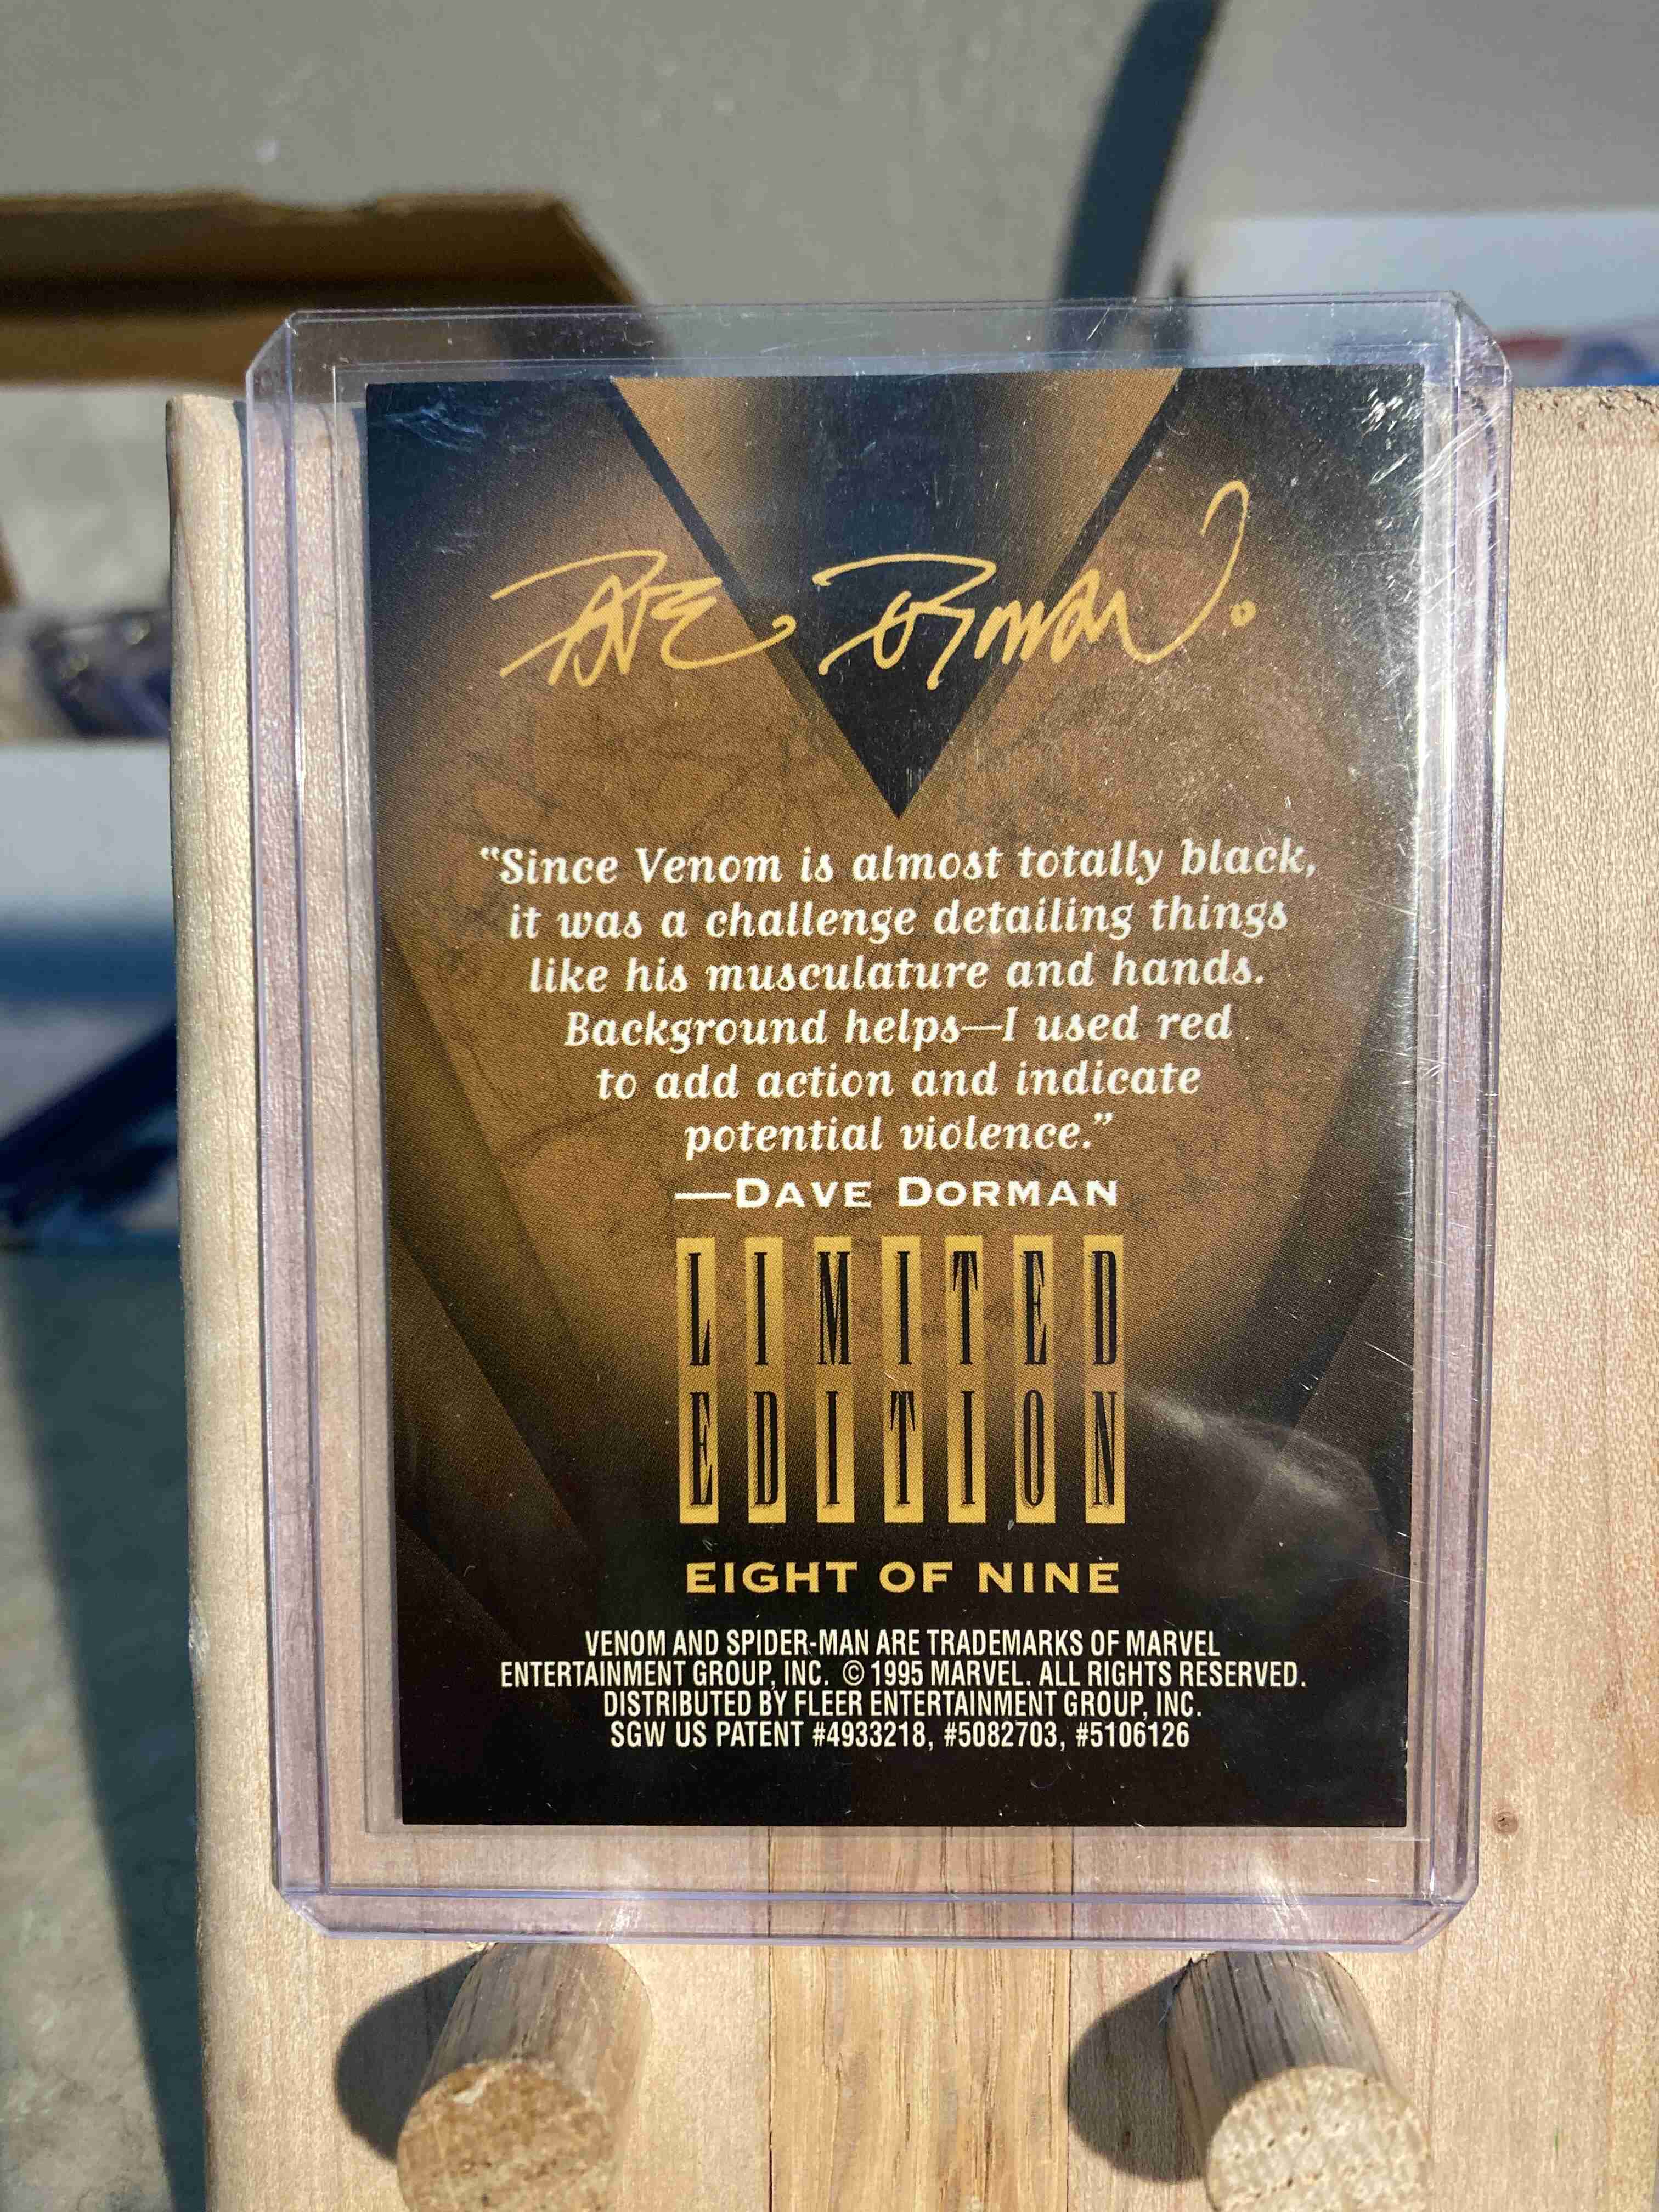 Dave Dorman.
“Since Venom is almost totally black,
it was a challenge detailing things
like his musculature and hands.
Background helps—I used red
to add action and indicate
potential violence.”
—DAVE DORMAN
LIMITED
EDITION
EIGHT OF NINE
VENOM AND SPIDER-MAN ARE TRADEMARKS OF MARVEL
ENTERTAINMENT GROUP, INC. © 1995 MARVEL. ALL RIGHTS RESERVED.
DISTRIBUTED BY FLEER ENTERTAINMENT GROUP, INC.
SGW US PATENT #4933218, #5082703, #5106126